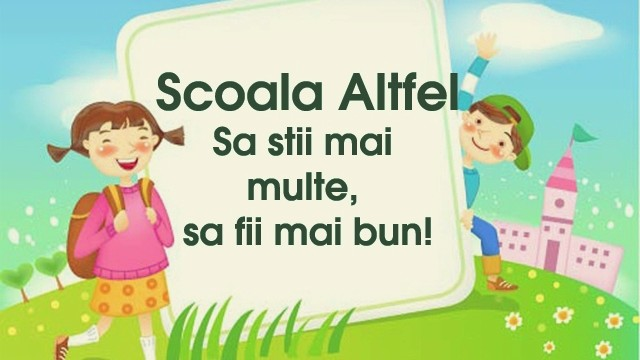 Scoala Altfel
Sa stii mai
multe,
sa fii mai bun!